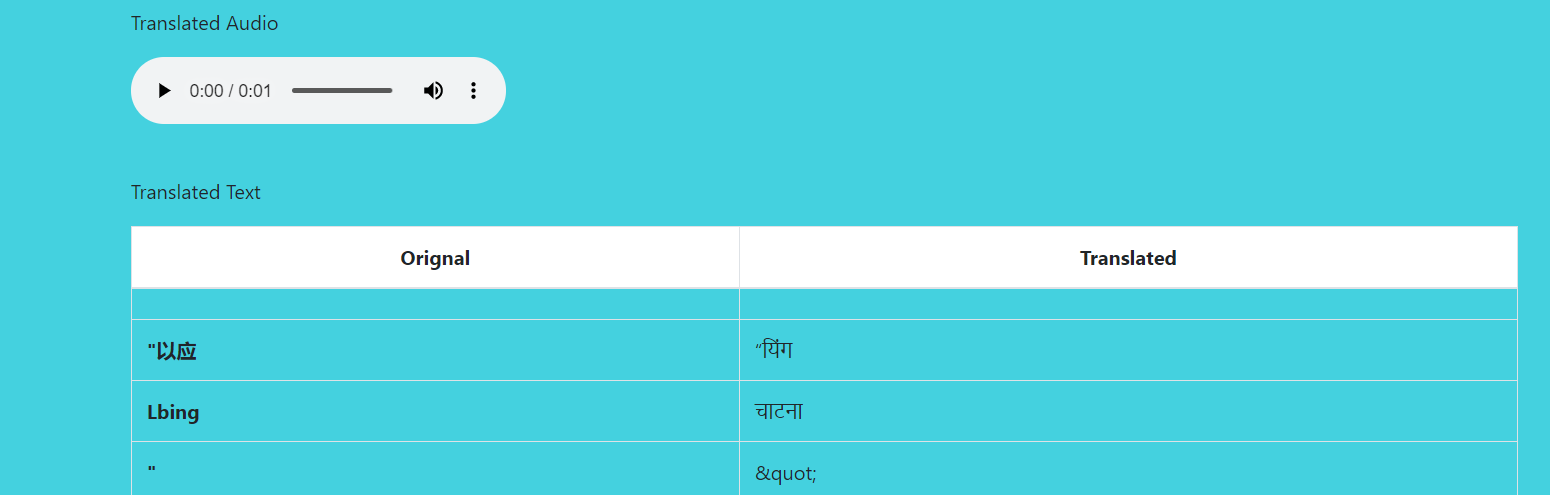 Translated Audio
0:00 / 0:01
Translated Text
Orignal Translated
"以应 “यिंग
Lbing चाटना
" &quot;